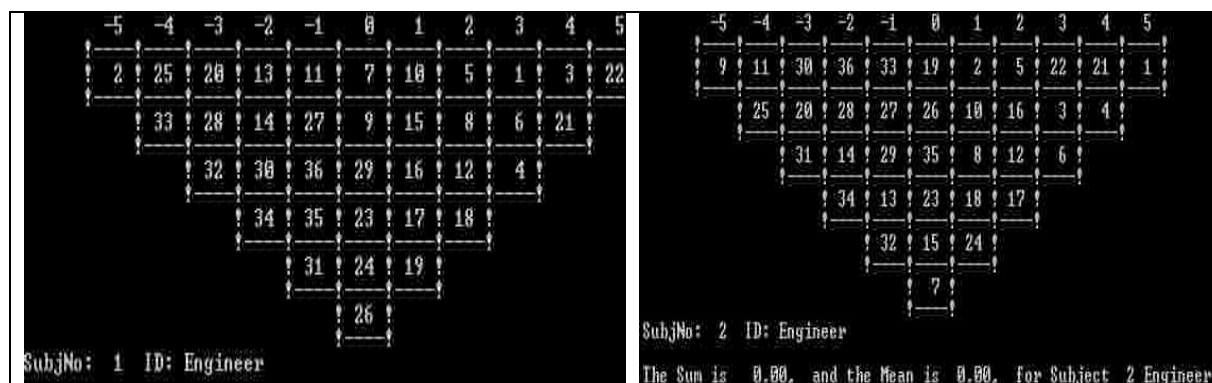 -5 -4 -3 -2 -1 0 1 2 3 4 5
2 25 20 13 11 7 10 5 1 3 22
33 28 14 27 9 15 8 6 21
32 30 36 29 16 12 4
34 35 23 17 18
31 24 19
26
SubjNo: 1 ID: Engineer
-5 -4 -3 -2 -1 0 1 2 3 4 5
9 11 30 36 33 19 2 5 22 21 1
25 20 28 27 26 10 16 3 4
31 14 29 35 8 12 6
34 13 23 18 17
32 15 24
7
SubjNo: 2 ID: Engineer
The Sum is 0.00, and the Mean is 0.00, for Subject 2 Engineer